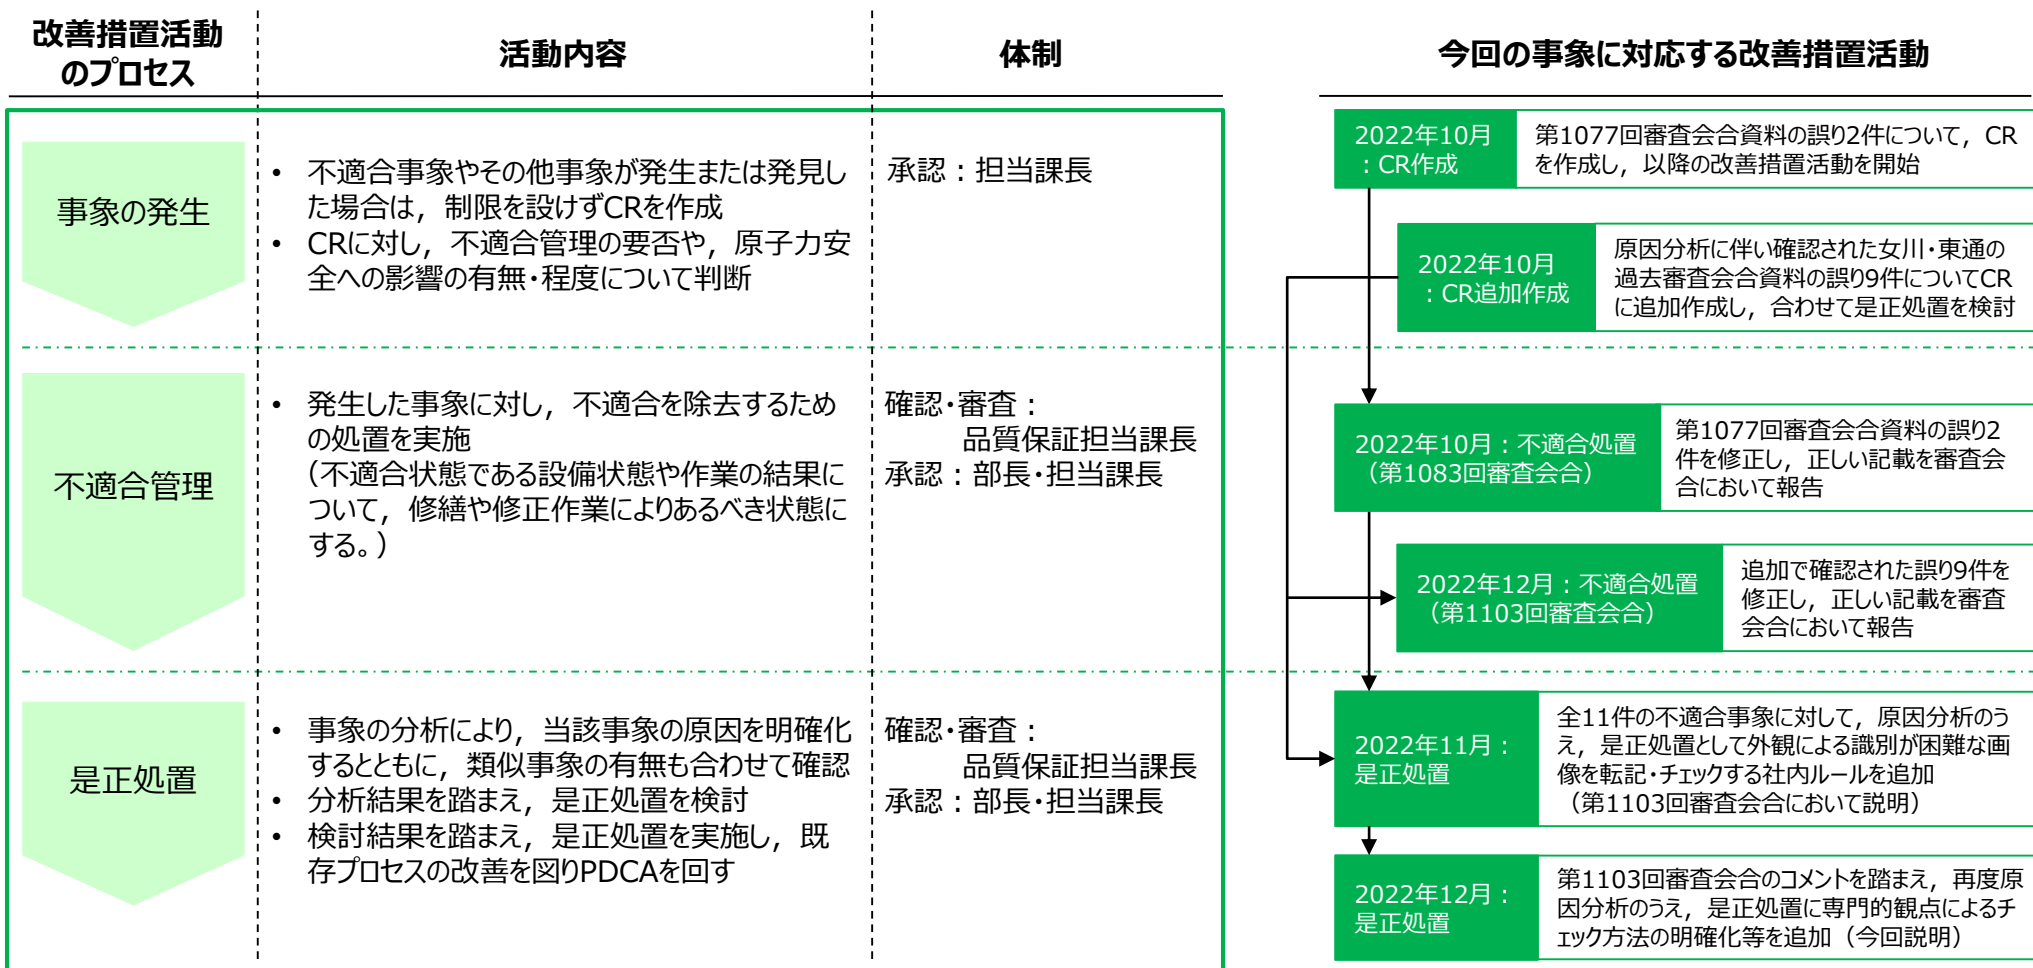 改善措置活動
のプロセス
活動内容
体制
今回の事象に対応する改善措置活動
事象の発生
• 不適合事象やその他事象が発生または発見し
た場合は，制限を設けずCRを作成
• CRに対し，不適合管理の要否や，原子力安
全への影響の有無・程度について判断
承認：担当課長
不適合管理
• 発生した事象に対し，不適合を除去するため
の処置を実施
（不適合状態である設備状態や作業の結果に
ついて，修繕や修正作業によりあるべき状態に
する。）
確認・審査：
品質保証担当課長
承認：部長・担当課長
是正処置
• 事象の分析により，当該事象の原因を明確化
するとともに，類似事象の有無も合わせて確認
• 分析結果を踏まえ，是正処置を検討
• 検討結果を踏まえ，是正処置を実施し，既
存プロセスの改善を図りPDCAを回す
確認・審査：
品質保証担当課長
承認：部長・担当課長
2022年10月
：CR作成
第1077回審査会合資料の誤り2件について，CR
を作成し，以降の改善措置活動を開始
2022年10月
：CR追加作成
原因分析に伴い確認された女川・東通の
過去審査会合資料の誤り9件についてCR
に追加作成し，合わせて是正処置を検討
2022年10月：不適合処置
（第1083回審査会合）
第1077回審査会合資料の誤り2
件を修正し，正しい記載を審査会
合において報告
2022年12月：不適合処置
（第1103回審査会合）
追加で確認された誤り9件を
修正し，正しい記載を審査
会合において報告
2022年11月：
是正処置
全11件の不適合事象に対して，原因分析のう
え，是正処置として外観による識別が困難な画
像を転記・チェックする社内ルールを追加
（第1103回審査会合において説明）
2022年12月：
是正処置
第1103回審査会合のコメントを踏まえ，再度原
因分析のうえ，是正処置に専門的観点によるチ
ェック方法の明確化等を追加（今回説明）